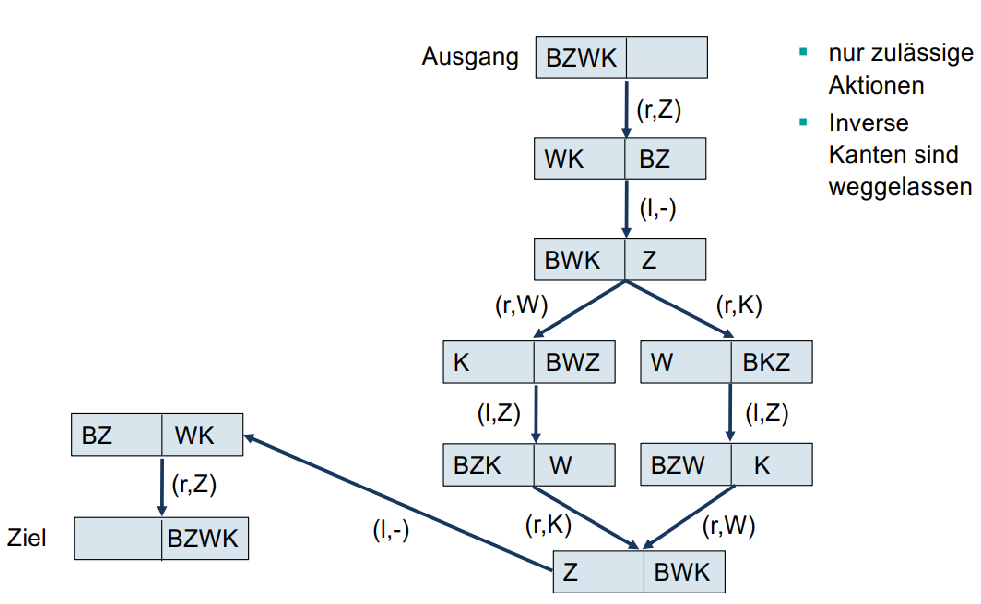 Ausgang
BZWK
(r,Z)
WK BZ
(l,-)
BWK Z
(r,W) (r,K)
K BWZ
W BKZ
(l,Z) (l,Z)
BZK W
BZW K
(r,K) (r,W)
Z BWK
(l,-)
BZ WK
(r,Z)
Ziel
BZWK
▪ nur zulässige
Aktionen
▪ Inverse
Kanten sind
weggelassen